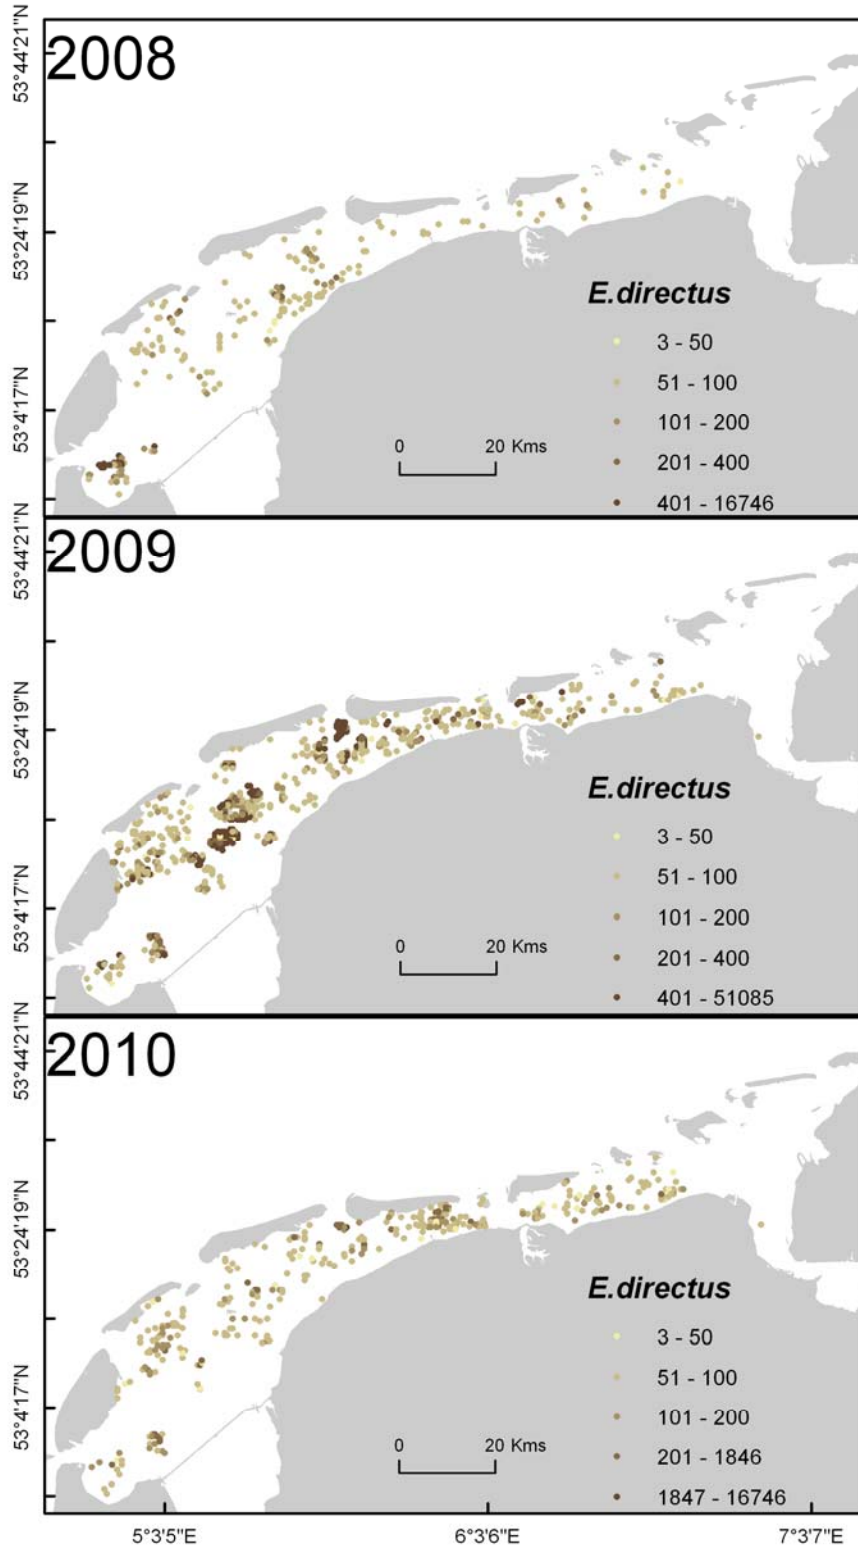 2008
53°44'21"N
53°24'19"N
53°4'17"N
E.directus
3 - 50
51 - 100
101 - 200
201 - 400
401 - 16746
0 20 Kms
2009
53°44'21"N
53°24'19"N
53°4'17"N
E.directus
3 - 50
51 - 100
101 - 200
201 - 400
401 - 51085
0 20 Kms
2010
53°44'21"N
53°24'19"N
53°4'17"N
E.directus
3 - 50
51 - 100
101 - 200
201 - 1846
1847 - 16746
0 20 Kms
5°3'5"E 6°3'6"E 7°3'7"E